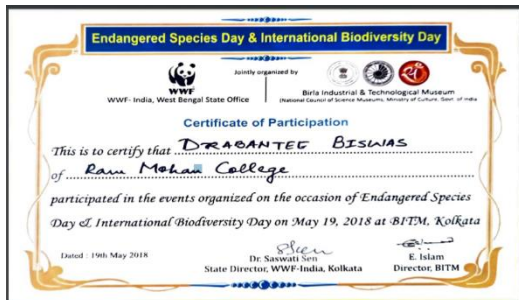 Endangered Species Day & International Biodiversity Day
WWF
WWF- India, West Bengal State Office
Jointly organized by
Birla Industrial & Technological Museum
(National Council of Science Museums, Ministry of Culture, Govt. of India
Certificate of Participation
This is to certify that DRABANTEE BISWAS
of Ram Mohan College
participated in the events organized on the occasion of Endangered Species
Day & International Biodiversity Day on May 19, 2018 at BITM, Kolkata
Dated : 19th May 2018
SSen
Dr. Saswati Sen
State Director, WWF-India, Kolkata
E. Islam
Director, BITM